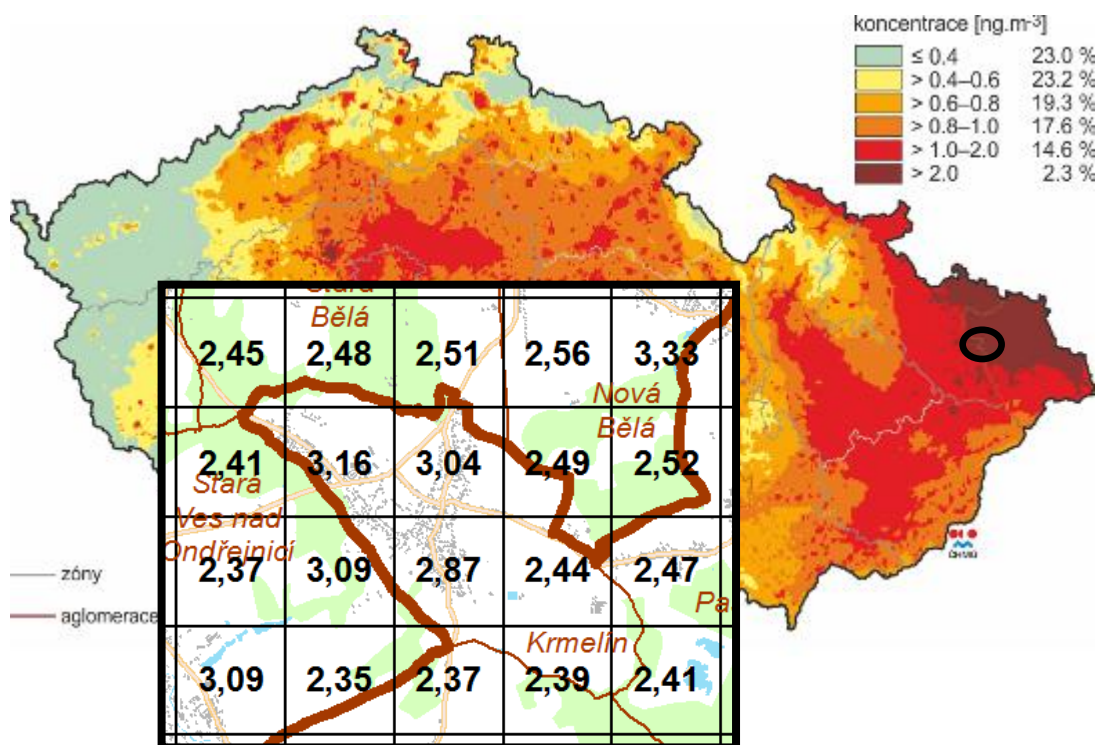 koncentrace [ng.m-3]
≤ 0.4 23.0 %
> 0.4–0.6 23.2 %
> 0.6–0.8 19.3 %
> 0.8–1.0 17.6 %
> 1.0–2.0 14.6 %
> 2.0 2.3 %
Stará
Bělá
2,45 2,48 2,51 2,56 3,33
Nová
Bělá
2,41 3,16 3,04 2,49 2,52
Stará
Ves nad
Ondřejnicí
2,37 3,09 2,87 2,44 2,47
Pa
Krmelín
3,09 2,35 2,37 2,39 2,41
zóny
aglomerace
ČHMÚ